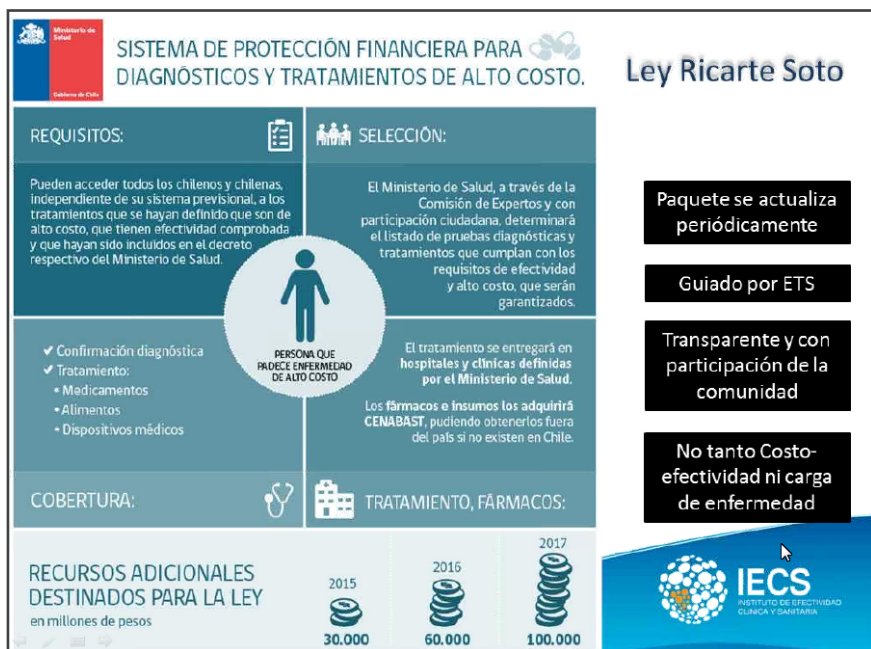 Ministerio de
Salud
Gobierno de Chile
SISTEMA DE PROTECCIÓN FINANCIERA PARA
DIAGNÓSTICOS Y TRATAMIENTOS DE ALTO COSTO.
Ley Ricarte Soto
REQUISITOS:
Pueden acceder todos los chilenos y chilenas,
independiente de su sistema previsional, a los
tratamientos que se hayan definido que son de
alto costo, que tienen efectividad comprobada
y que hayan sido incluidos en el decreto
respectivo del Ministerio de Salud.
SELECCIÓN:
El Ministerio de Salud, a través de la
Comisión de Expertos y con
participación ciudadana, determinará
el listado de pruebas diagnósticas y
tratamientos que cumplan con los
requisitos de efectividad
y alto costo, que serán
garantizados.
PERSONA QUE
PADECE ENFERMEDAD
DE ALTO COSTO
✔ Confirmación diagnóstica
✔ Tratamiento:
• Medicamentos
• Alimentos
• Dispositivos médicos
COBERTURA:
El tratamiento se entregará en
hospitales y clínicas definidas
por el Ministerio de Salud.
Los fármacos e insumos los adquirirá
CENABAST, pudiendo obtenerlos fuera
del país si no existen en Chile.
TRATAMIENTO, FÁRMACOS:
RECURSOS ADICIONALES
DESTINADOS PARA LA LEY
en millones de pesos
2015
30.000
2016
60.000
2017
100.000
Paquete se actualiza
periódicamente
Guiado por ETS
Transparente y con
participación de la
comunidad
No tanto Costo-
efectividad ni carga
de enfermedad
IECS
INSTITUTO DE EFECTIVIDAD
CLINICA Y SANITARIA